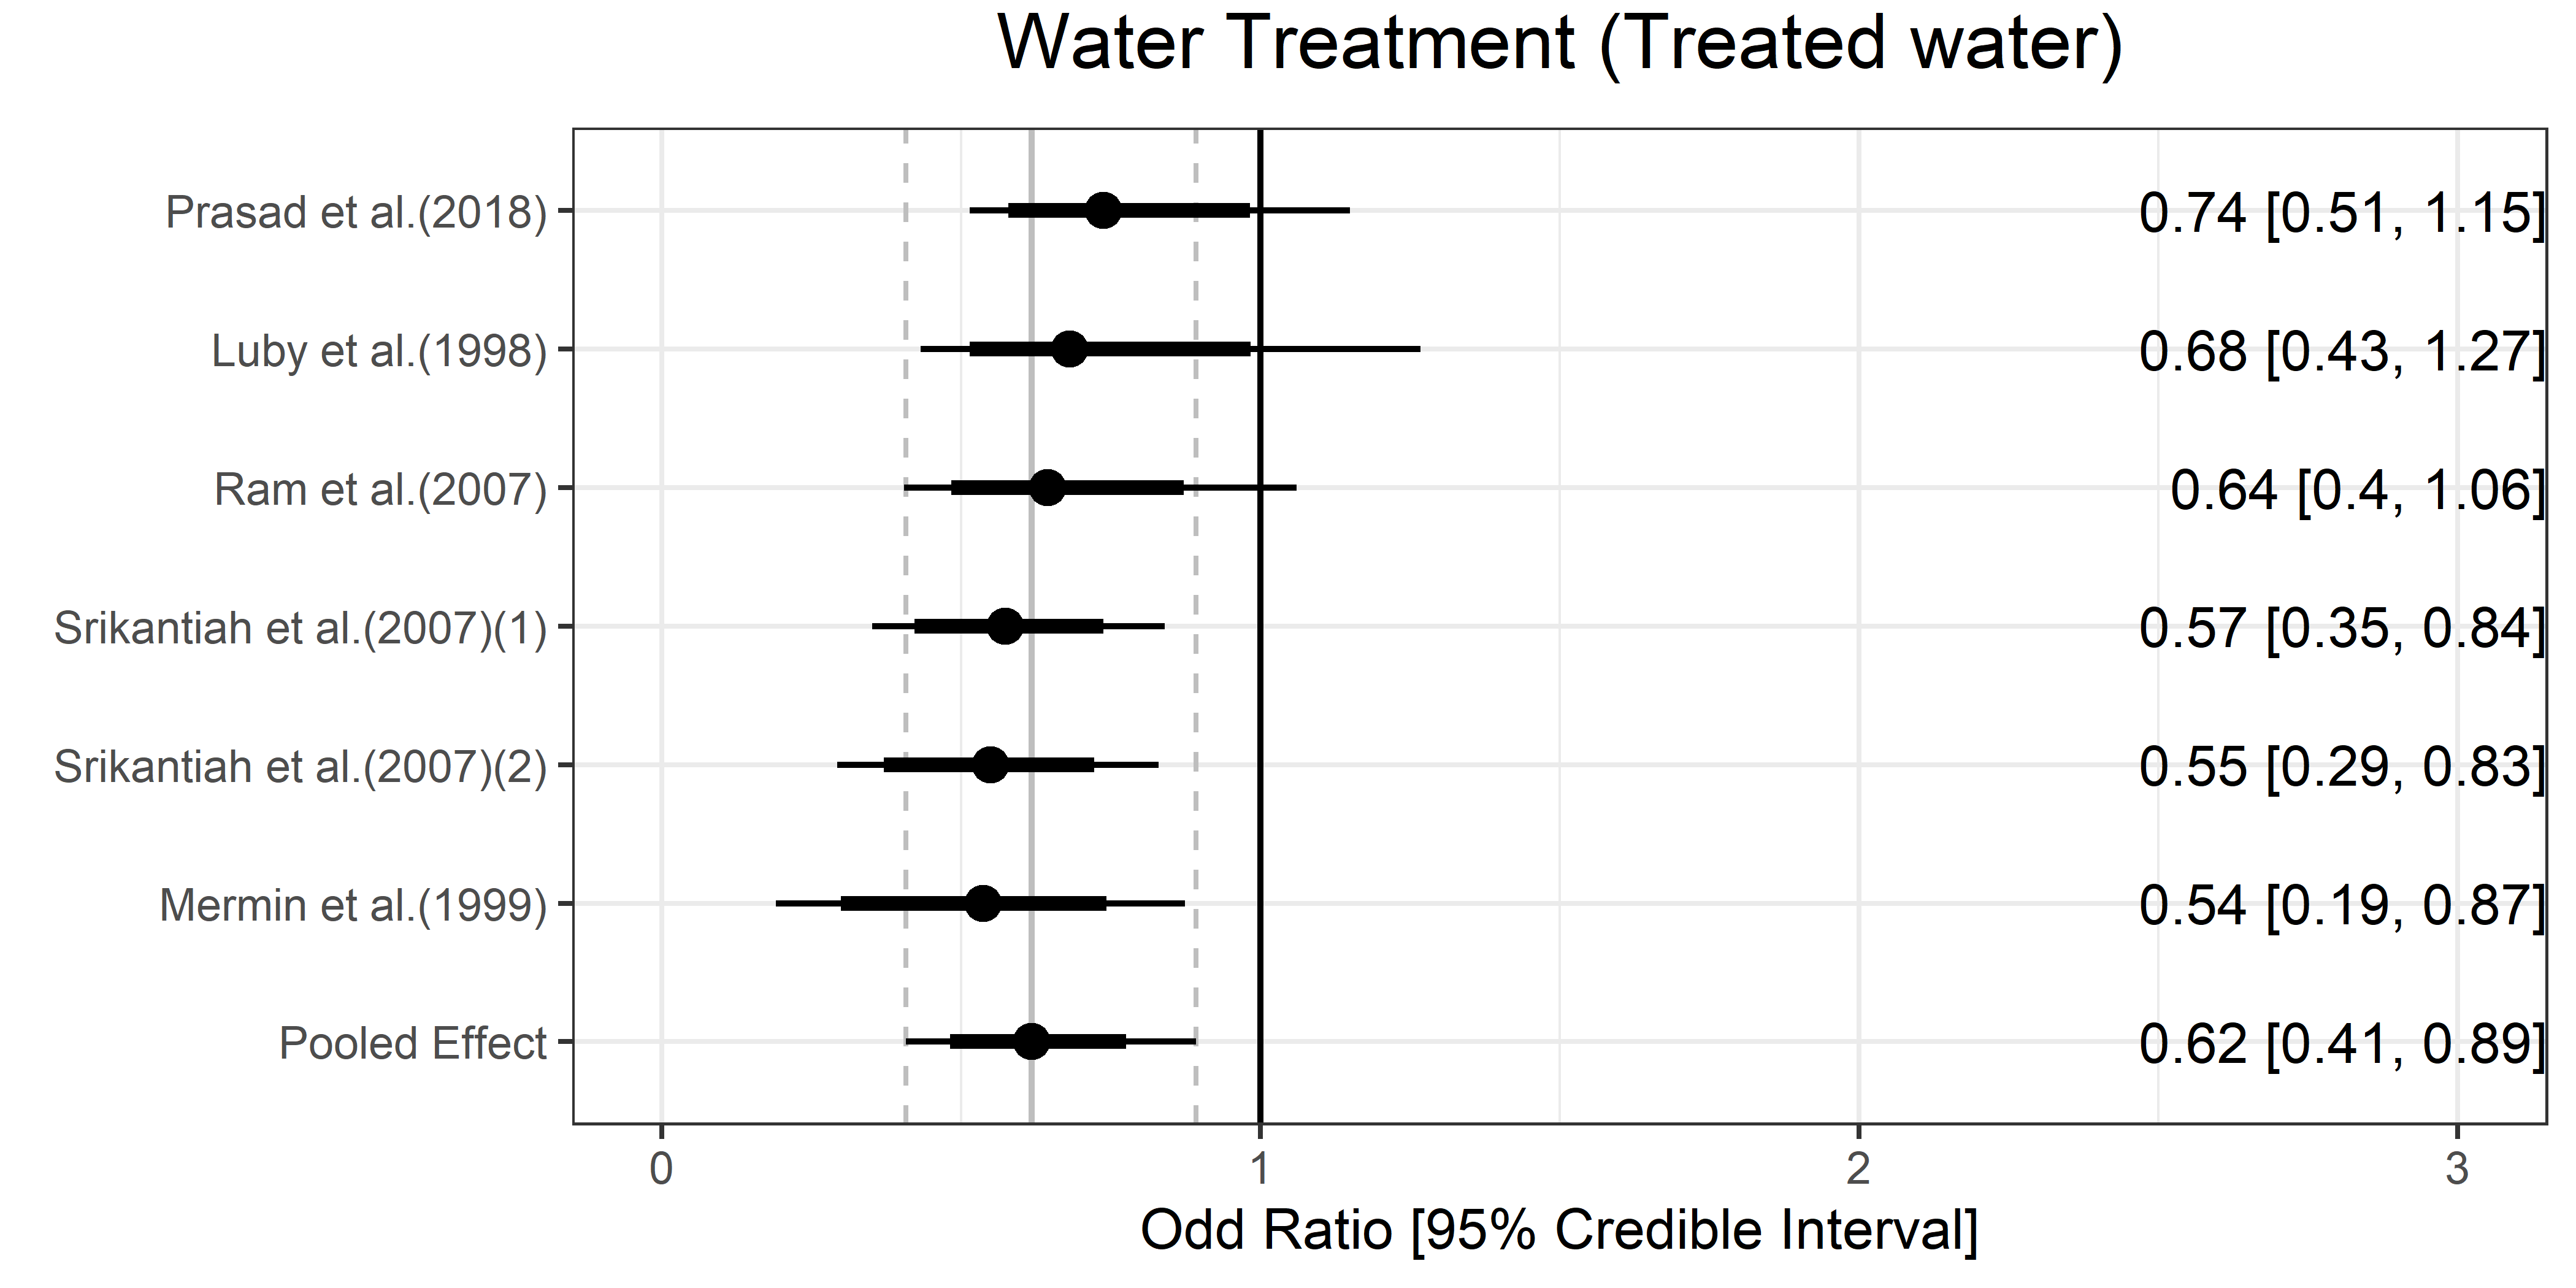 Water Treatment (Treated water)
Prasad et al.(2018) 0.74 [0.51, 1.15]
Luby et al.(1998) 0.68 [0.43, 1.27]
Ram et al.(2007) 0.64 [0.4, 1.06]
Srikantiah et al.(2007)(1) 0.57 [0.35, 0.84]
Srikantiah et al.(2007)(2) 0.55 [0.29, 0.83]
Mermin et al.(1999) 0.54 [0.19, 0.87]
Pooled Effect 0.62 [0.41, 0.89]
0 1 2 3
Odd Ratio [95% Credible Interval]